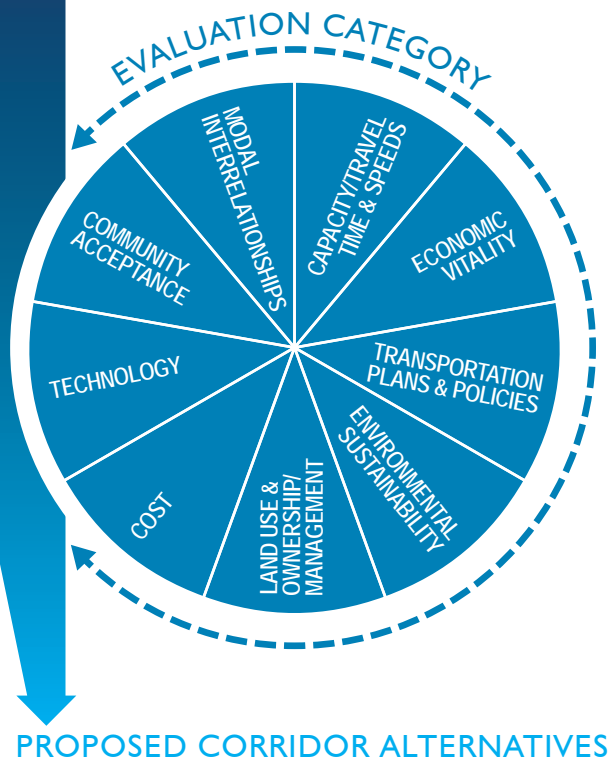 EVALUATION CATEGORY
MODAL
INTERRELATIONSHIPS
CAPACITY/TRAVEL
TIME & SPEEDS
ECONOMIC
VITALITY
TRANSPORTATION
PLANS & POLICIES
ENVIRONMENTAL
SUSTAINABILITY
LAND USE &
OWNERSHIP/
MANAGEMENT
COST
TECHNOLOGY
COMMUNITY
ACCEPTANCE
PROPOSED CORRIDOR ALTERNATIVES